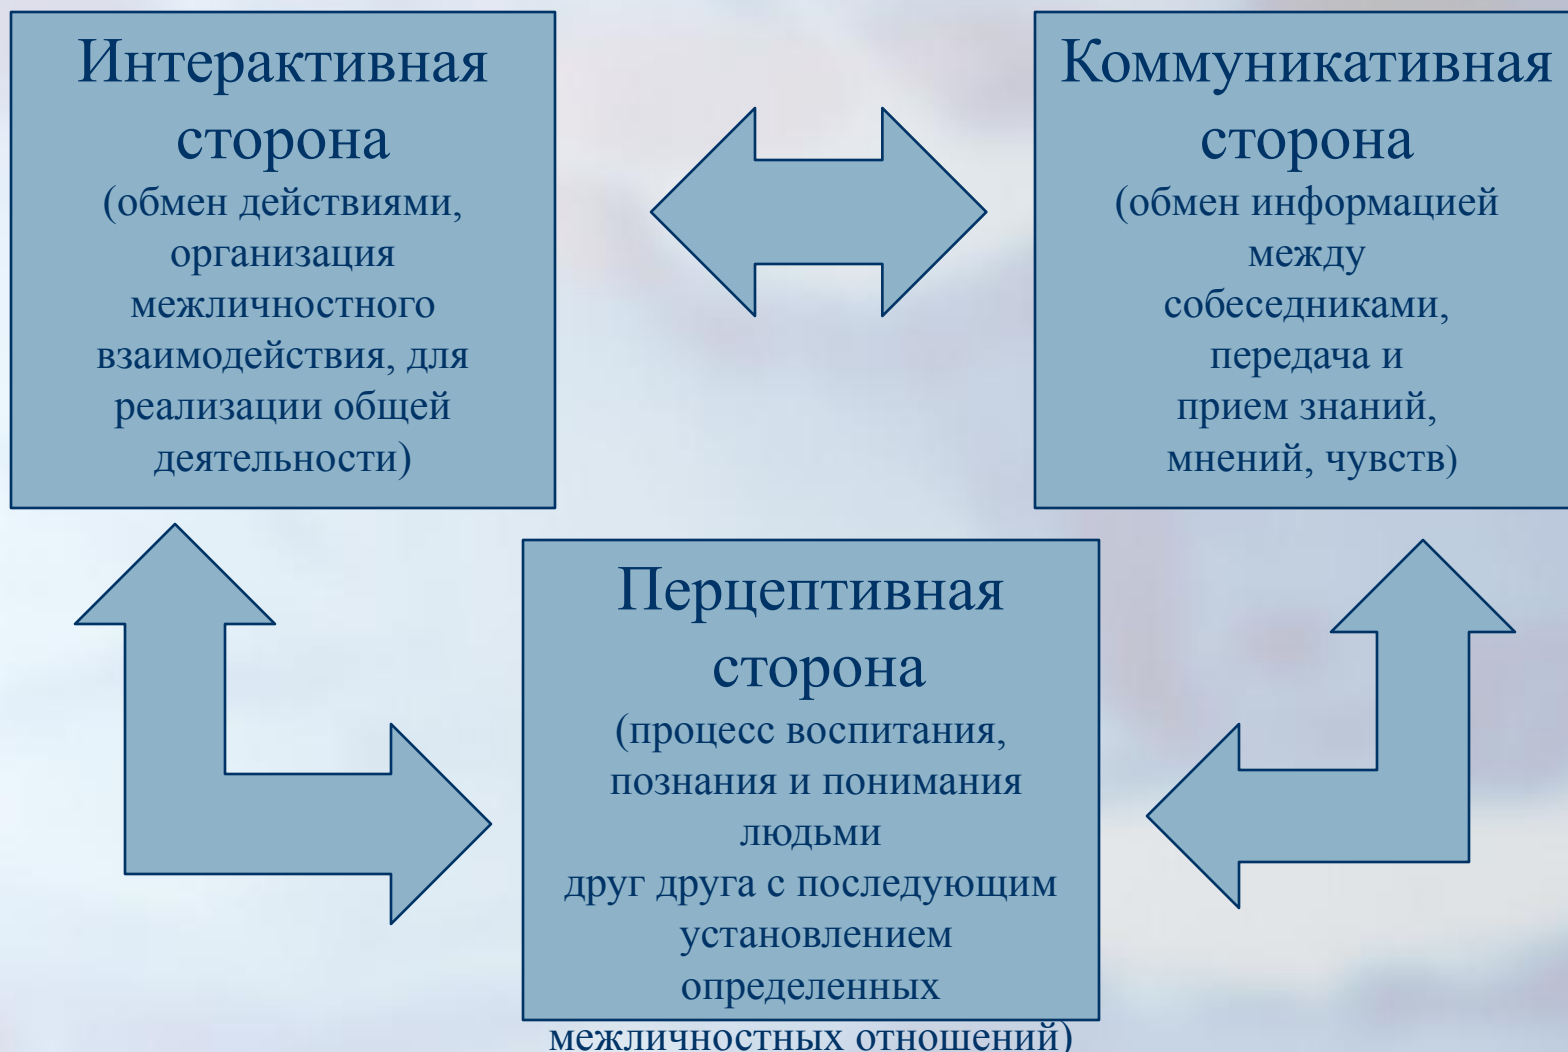 Интерактивная
сторона
(обмен действиями,
организация
межличностного
взаимодействия, для
реализации общей
деятельности)
Коммуникативная
сторона
(обмен информацией
между
собеседниками,
передача и
прием знаний,
мнений, чувств)
Перцептивная
сторона
(процесс воспитания,
познания и понимания
людьми
друг друга с последующим
установлением
определенных
межличностных отношений)